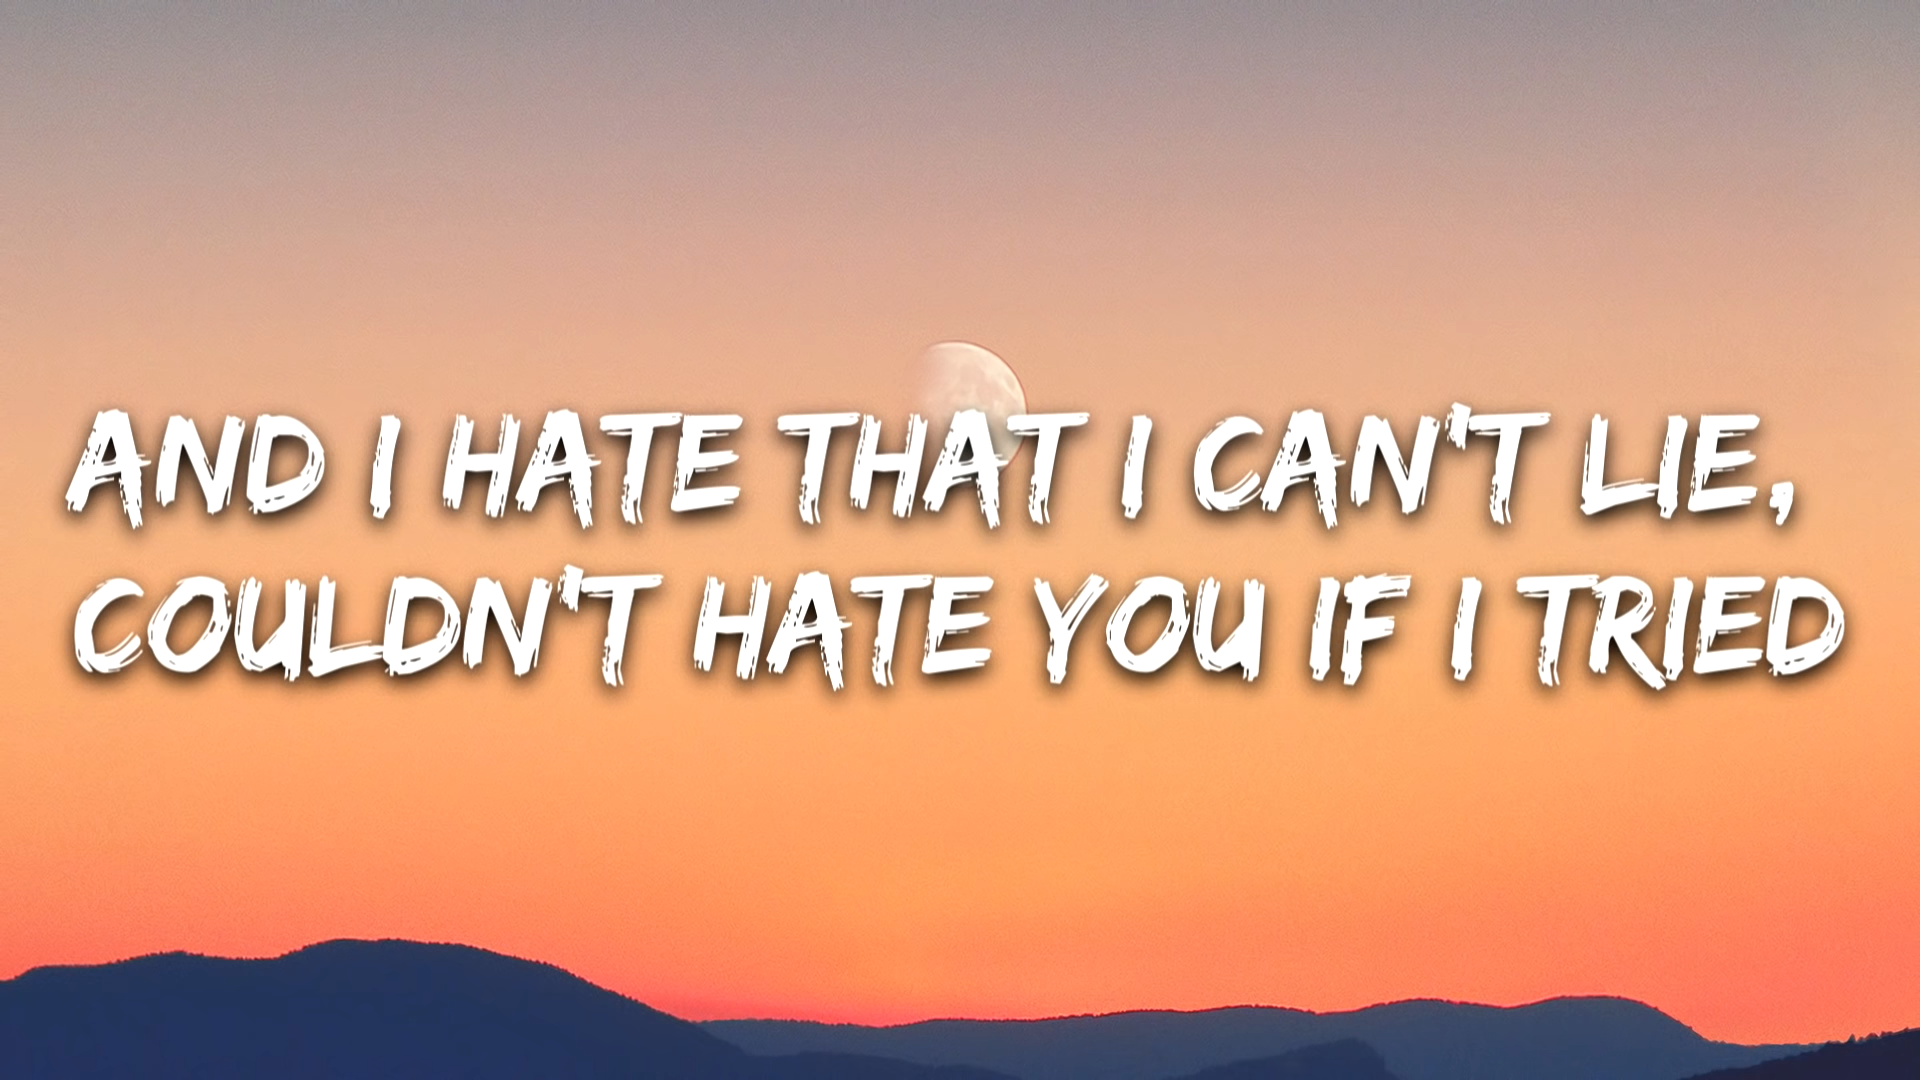 AND I HATE THAT I CAN'T LIE,
COULDN'T HATE YOU IF I TRIED